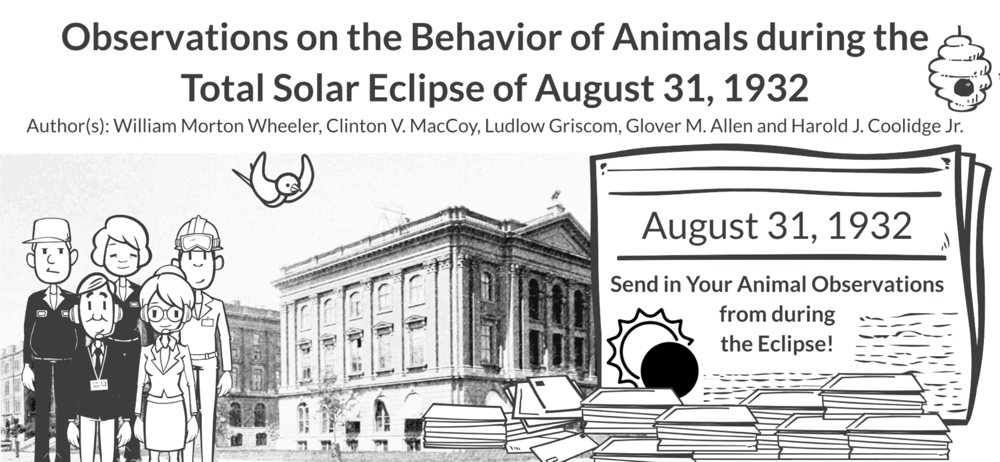 Observations on the Behavior of Animals during the
Total Solar Eclipse of August 31, 1932
Author(s): William Morton Wheeler, Clinton V. MacCoy, Ludlow Griscom, Glover M. Allen and Harold J. Coolidge Jr.
August 31, 1932
Send in Your Animal Observations
from during
the Eclipse!